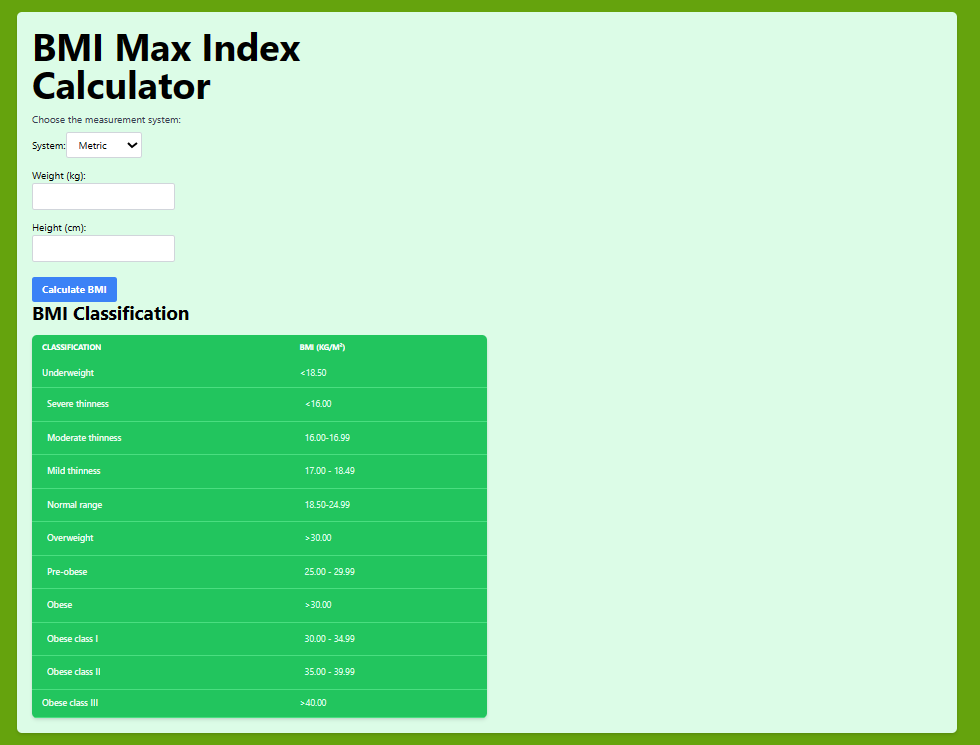 BMI Max Index
Calculator
Choose the measurement system:
System: Metric
Weight (kg):
Height (cm):
Calculate BMI
BMI Classification
CLASSIFICATION BMI (KG/M²)
Underweight <18.50
Severe thinness <16.00
Moderate thinness 16.00-16.99
Mild thinness 17.00 - 18.49
Normal range 18.50-24.99
Overweight >30.00
Pre-obese 25.00 - 29.99
Obese >30.00
Obese class I 30.00 - 34.99
Obese class II 35.00 - 39.99
Obese class III >40.00